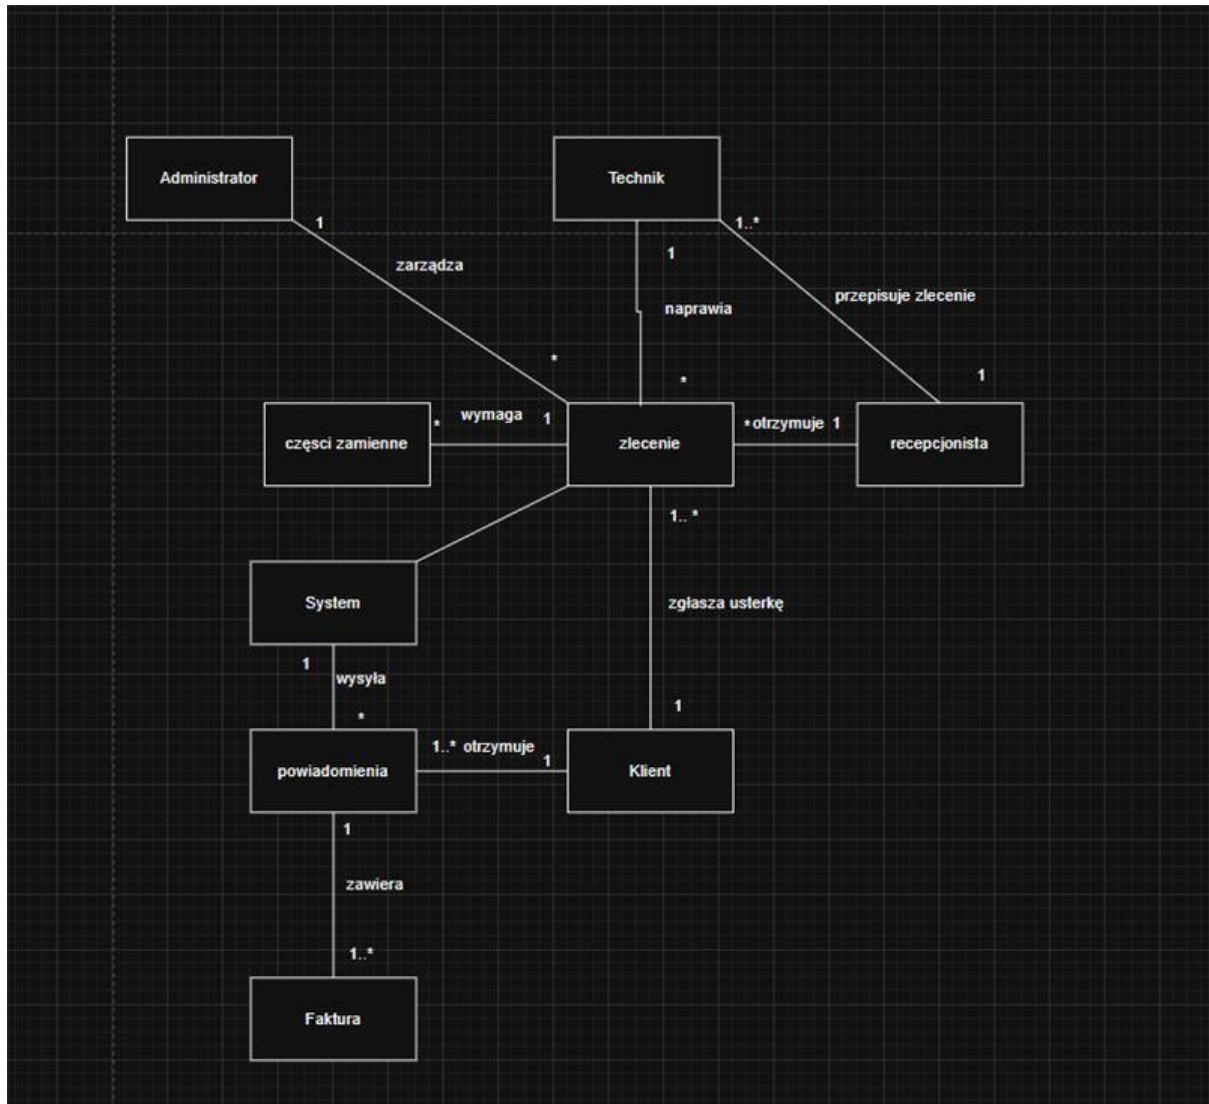 Administrator
Technik
1
1..*
1
zarządza
przepisuje zlecenie
naprawia
*
*
1
wymaga
1
*
*otrzymuje 1
częsci zamienne
zlecenie
recepcjonista
1.. *
System
zgłasza usterkę
1
wysyła
1
*
1..* otrzymuje
1
powiadomienia
Klient
1
zawiera
1..*
Faktura